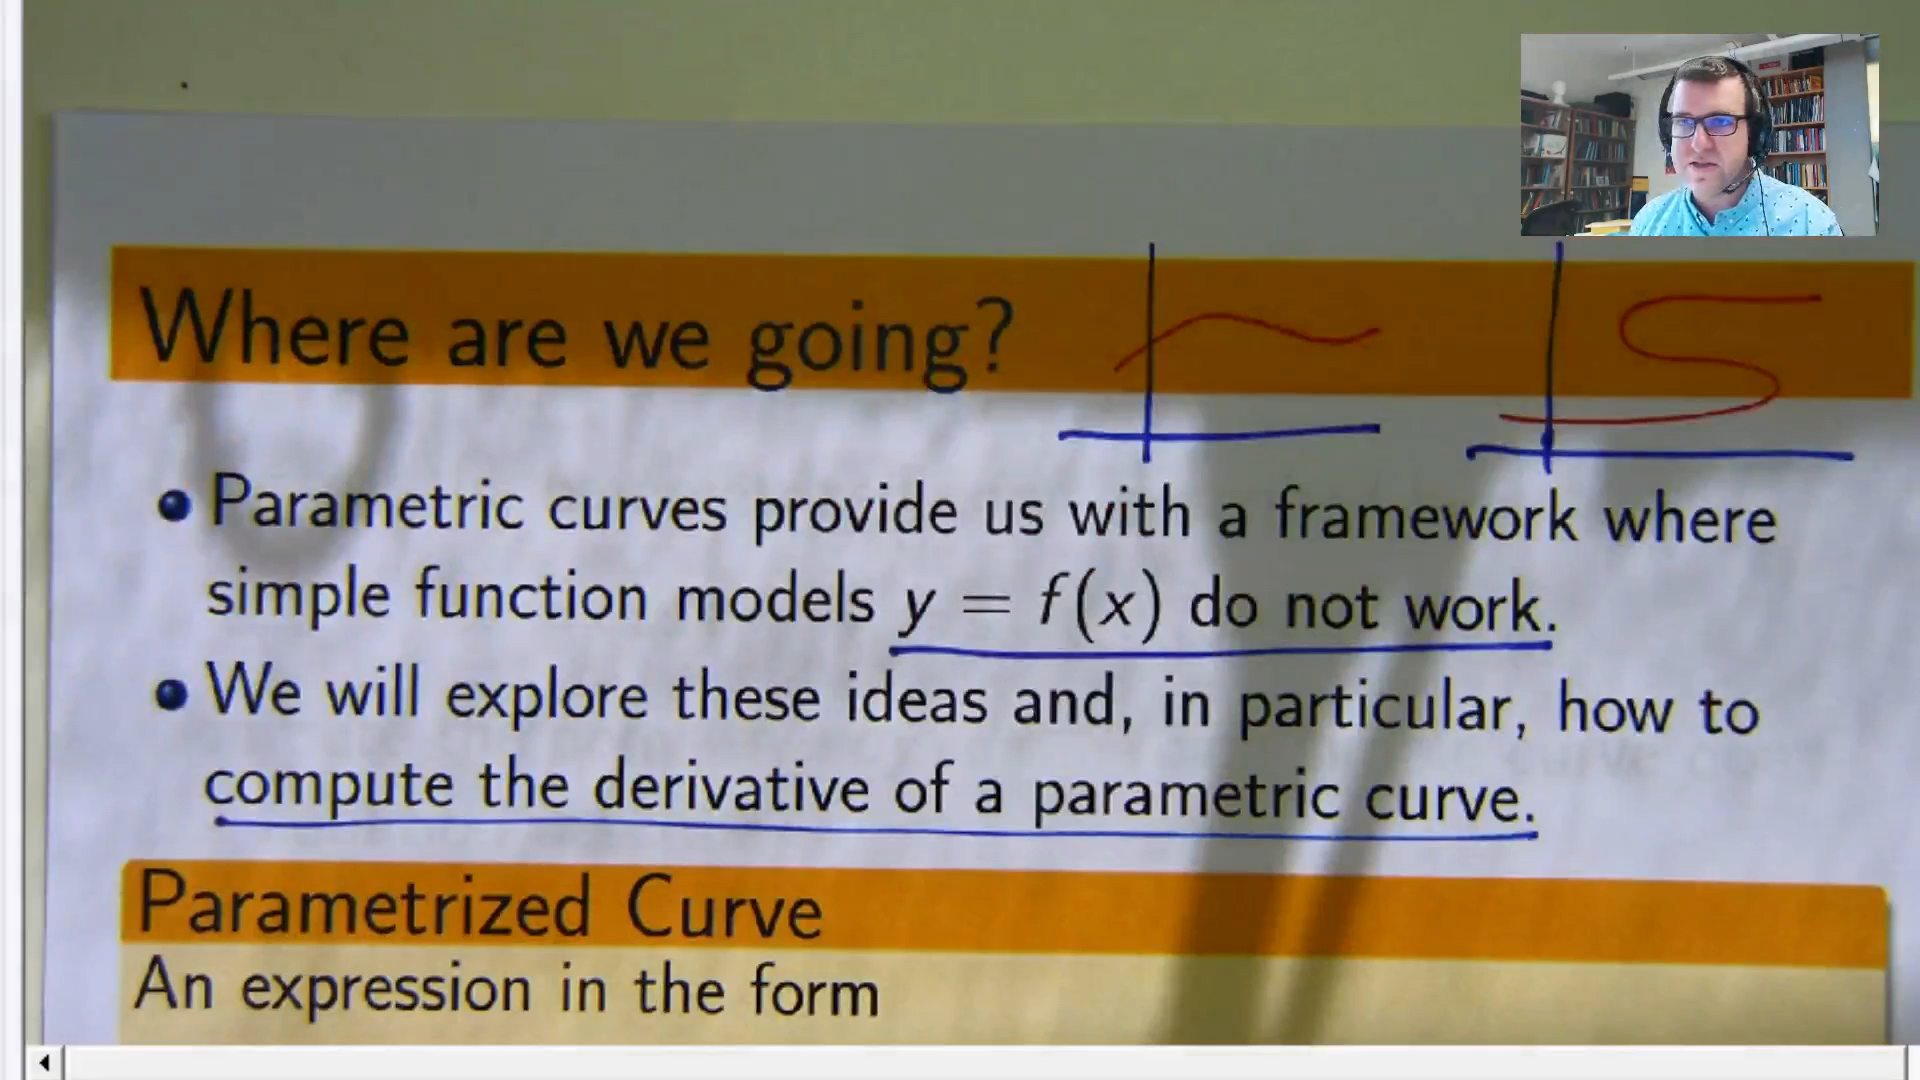 Where are we going?
Parametric curves provide us with a framework where
simple function models y = f(x) do not work.
We will explore these ideas and, in particular, how to
compute the derivative of a parametric curve.
Parametrized Curve
An expression in the form